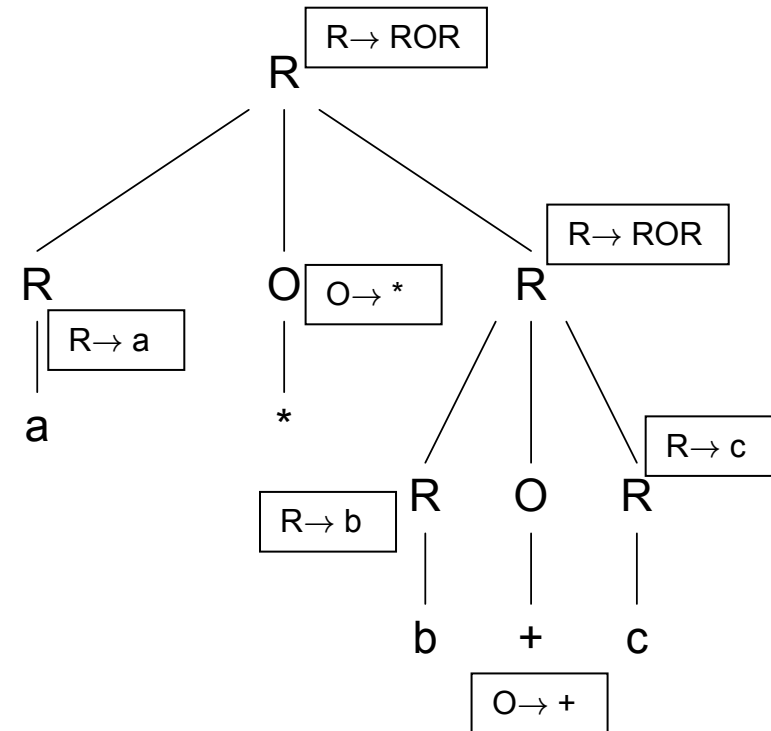 R→ ROR
R
R→ ROR
R O O→ * R
R→ a
a *
R→ c
R→ b R O R
b + c
O→ +